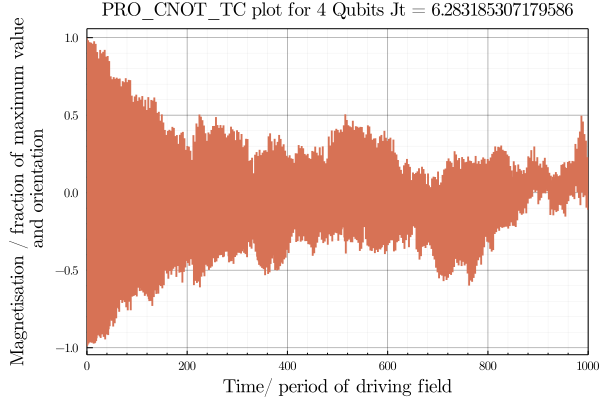 PRO_CNOT_TC plot for 4 Qubits Jt = 6.283185307179586
Magnetisation / fraction of maximum value
and orientation
1.0
0.5
0.0
−0.5
−1.0
0 200 400 600 800 1000
Time/ period of driving field